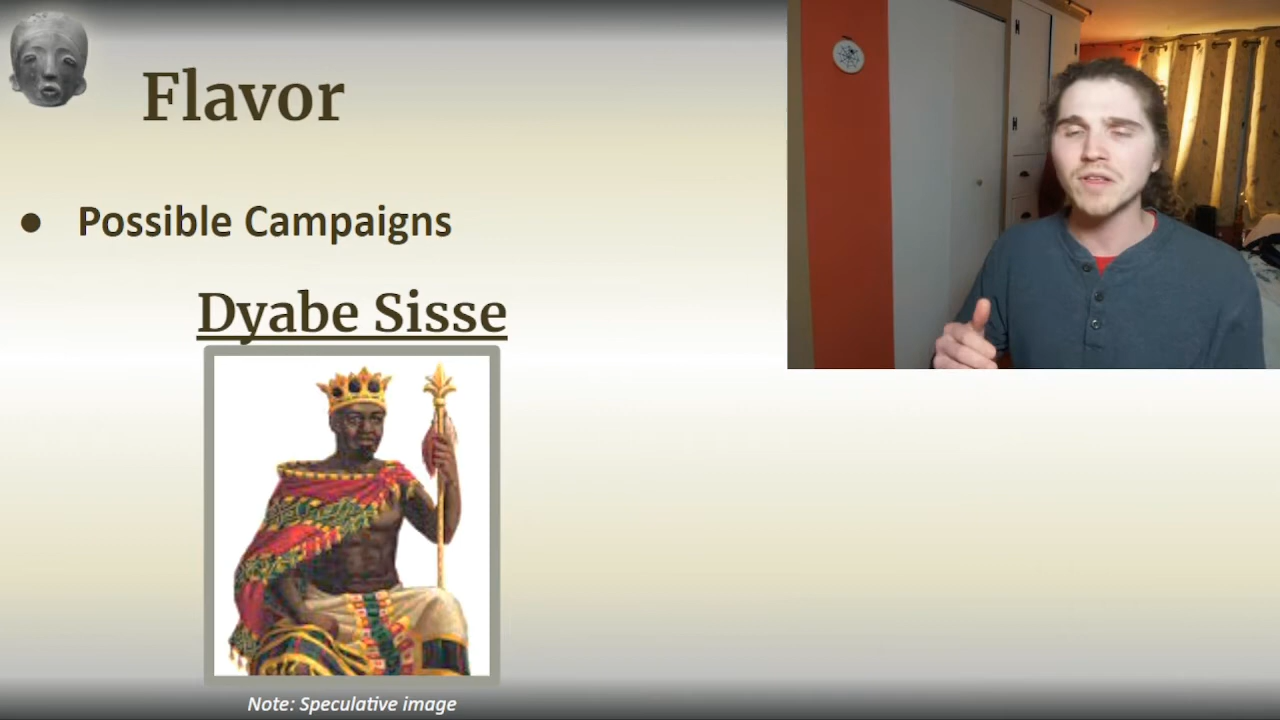 Flavor
● Possible Campaigns
Dyabe Sisse
Note: Speculative image